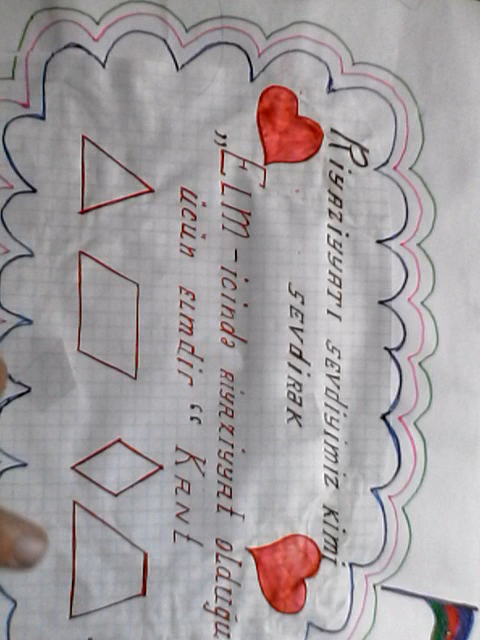 Riyaziyyatı sevdiyimiz kimi
sevdirək
„Elm-içində riyaziyyat olduğu
üçün elmdir“ Kant